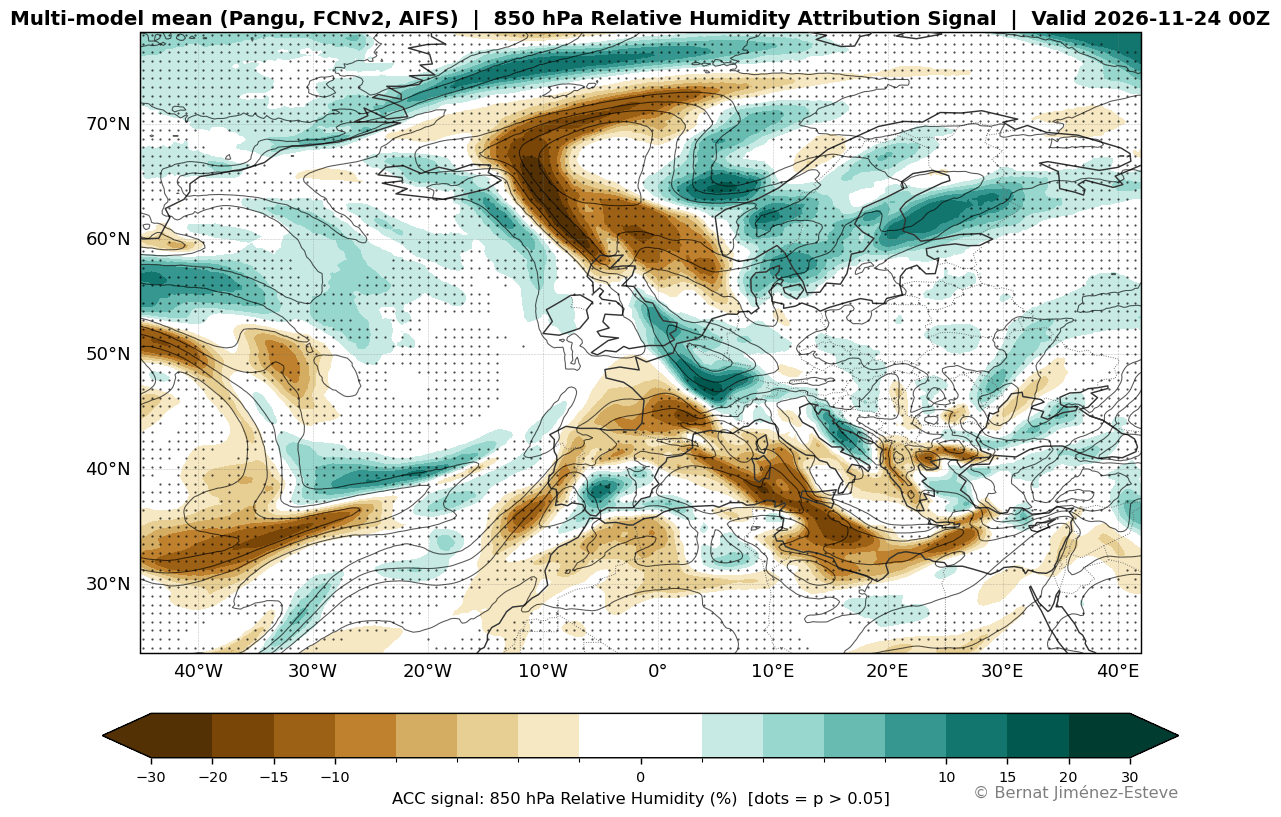 Multi-model mean (Pangu, FCNv2, AIFS)  |  850 hPa Relative Humidity Attribution Signal  |  Valid 2026-11-24 00Z
70°N
60°N
50°N
40°N
30°N
40°W 30°W 20°W 10°W 0° 10°E 20°E 30°E 40°E
−30 −20 −15 −10 0 10 15 20 30
ACC signal: 850 hPa Relative Humidity (%)  [dots = p > 0.05]
© Bernat Jiménez-Esteve